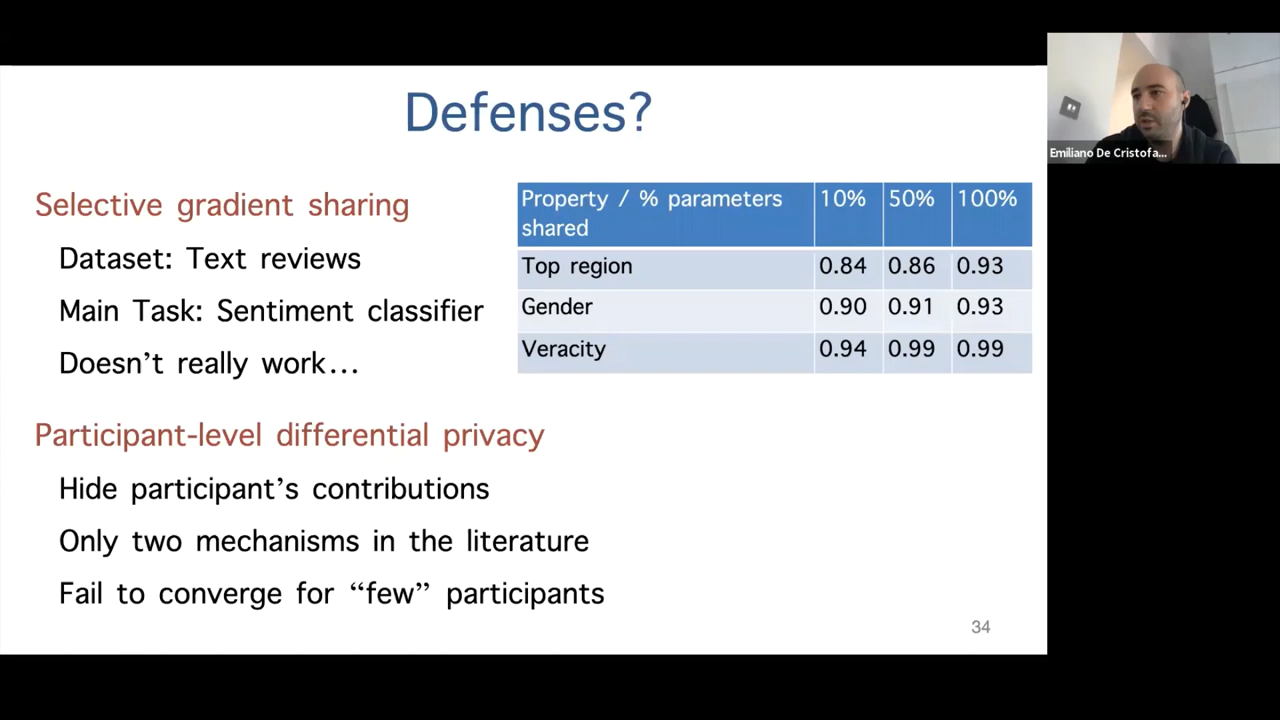 Defenses?
Selective gradient sharing
Dataset: Text reviews
Main Task: Sentiment classifier
Doesn’t really work…
Property / % parameters shared 10% 50% 100%
Top region 0.84 0.86 0.93
Gender 0.90 0.91 0.93
Veracity 0.94 0.99 0.99
Participant-level differential privacy
Hide participant’s contributions
Only two mechanisms in the literature
Fail to converge for “few” participants
34
Emiliano De Cristofa...